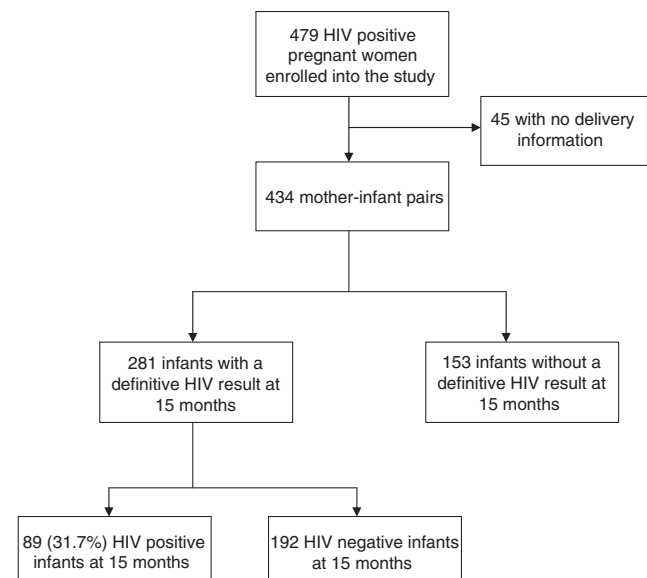 479 HIV positive
pregnant women
enrolled into the study
45 with no delivery
information
434 mother-infant pairs
281 infants with a
definitive HIV result at
15 months
153 infants without a
definitive HIV result at
15 months
89 (31.7%) HIV positive
infants at 15 months
192 HIV negative infants
at 15 months